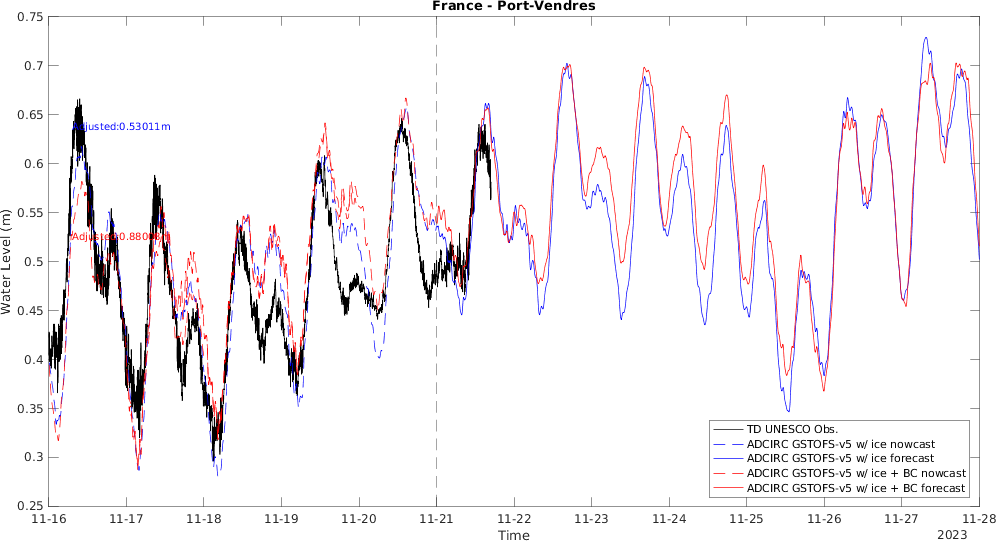 France - Port-Vendres
0.75
0.7
0.65
0.6
0.55
0.5
0.45
0.4
0.35
0.3
0.25
Water Level (m)
Adjusted:0.53011m
TD UNESCO Obs.
ADCIRC GSTOFS-v5 w/ ice nowcast
ADCIRC GSTOFS-v5 w/ ice forecast
ADCIRC GSTOFS-v5 w/ ice + BC nowcast
ADCIRC GSTOFS-v5 w/ ice + BC forecast
11-16
11-17
11-18
11-19
11-20
11-21
11-22
11-23
11-24
11-25
11-26
11-27
11-28
Time
2023